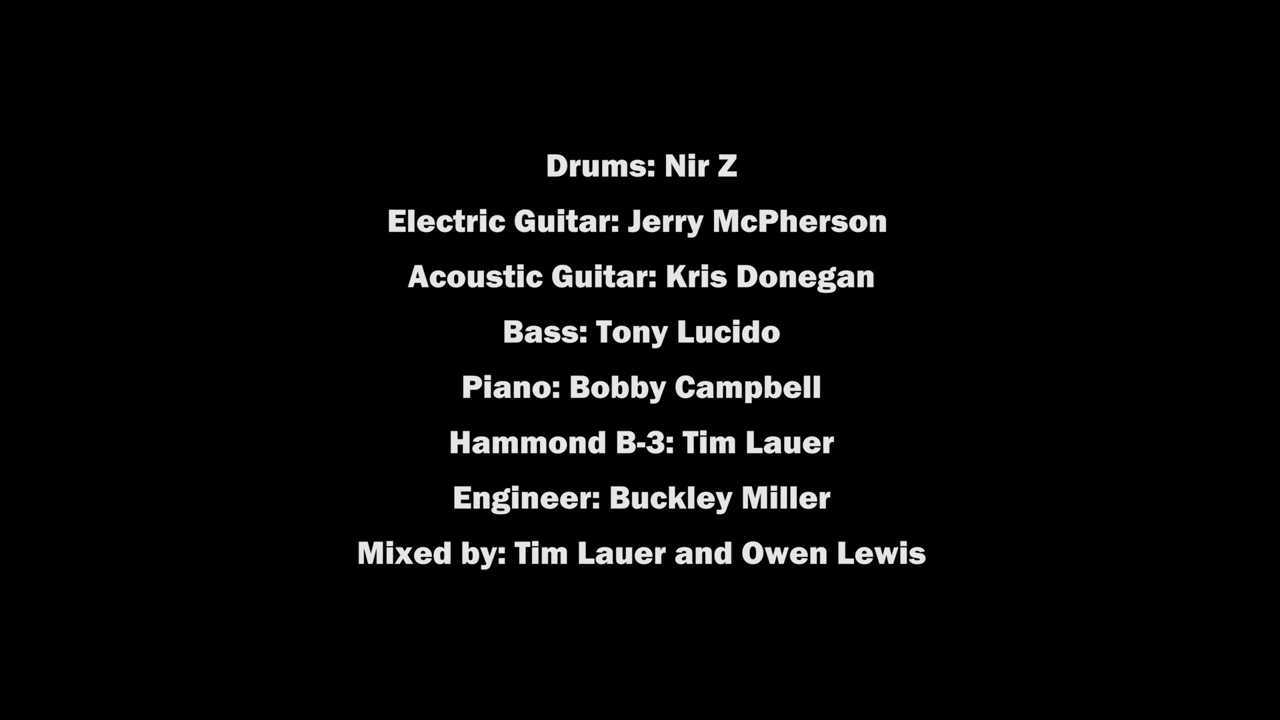 Drums: Nir Z
Electric Guitar: Jerry McPherson
Acoustic Guitar: Kris Donegan
Bass: Tony Lucido
Piano: Bobby Campbell
Hammond B-3: Tim Lauer
Engineer: Buckley Miller
Mixed by: Tim Lauer and Owen Lewis